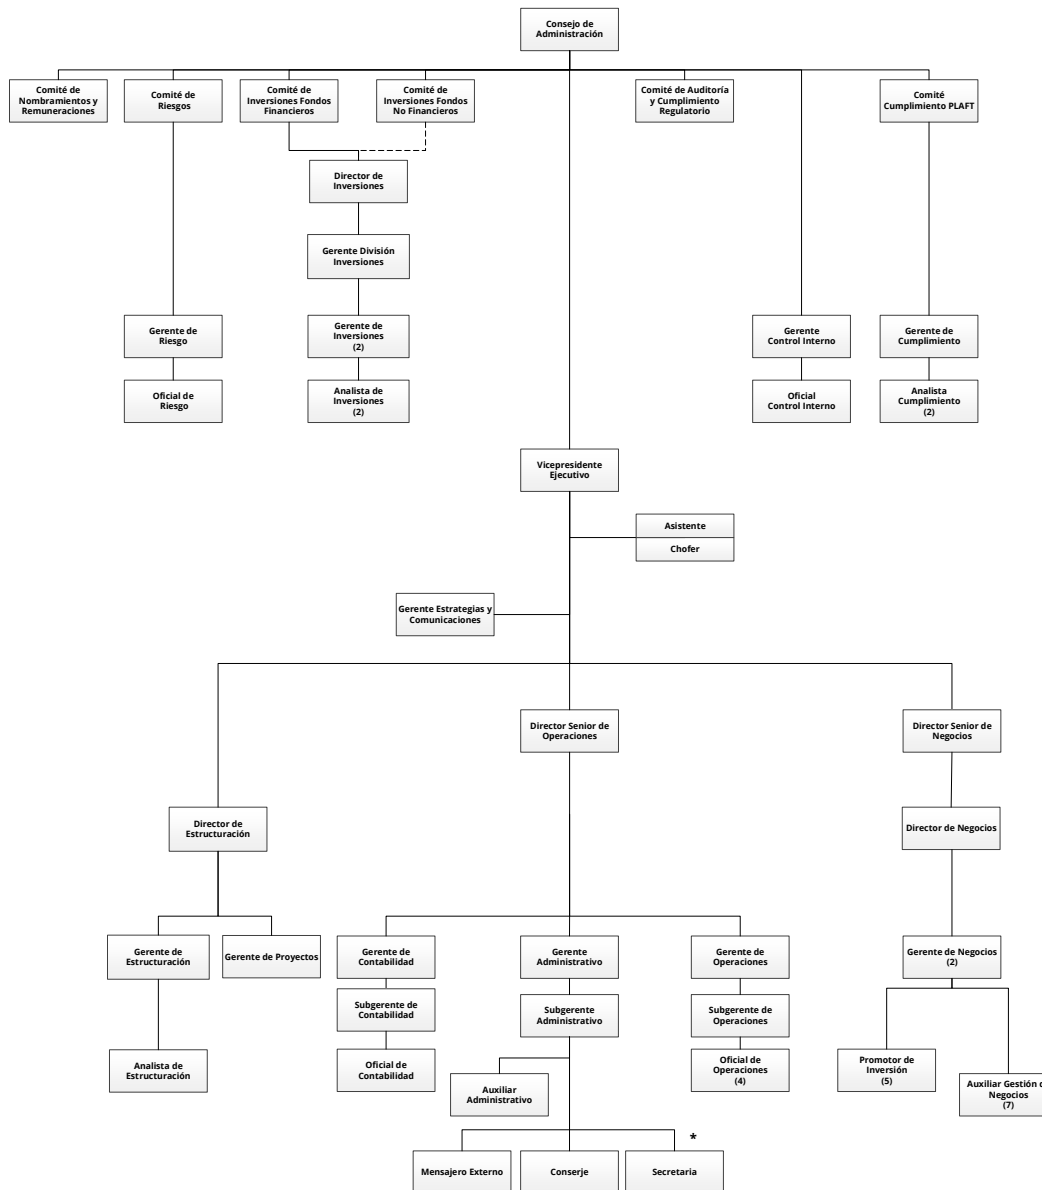 Consejo de
Administración
Comité de
Nombramientos y
Remuneraciones
Comité de
Riesgos
Comité de
Inversiones Fondos
Financieros
Comité de
Inversiones Fondos
No Financieros
Comité de Auditoría
y Cumplimiento
Regulatorio
Comité
Cumplimiento PLAFT
Director de
Inversiones
Gerente División
Inversiones
Gerente de
Riesgo
Gerente de
Inversiones
(2)
Gerente
Control Interno
Gerente de
Cumplimiento
Oficial de
Riesgo
Analista de
Inversiones
(2)
Oficial
Control Interno
Analista
Cumplimiento
(2)
Vicepresidente
Ejecutivo
Asistente
Chofer
Gerente Estrategias y
Comunicaciones
Director Senior de
Operaciones
Director Senior de
Negocios
Director de
Estructuración
Director de Negocios
Gerente de
Estructuración
Gerente de Proyectos
Gerente de
Contabilidad
Gerente
Administrativo
Gerente de
Operaciones
Gerente de Negocios
(2)
Subgerente de
Contabilidad
Subgerente
Administrativo
Subgerente de
Operaciones
Analista de
Estructuración
Oficial de
Contabilidad
Oficial de
Operaciones
(4)
Promotor de
Inversión
(5)
Auxiliar
Administrativo
Auxiliar Gestión d
Negocios
(7)
*
Mensajero Externo
Conserje
Secretaria